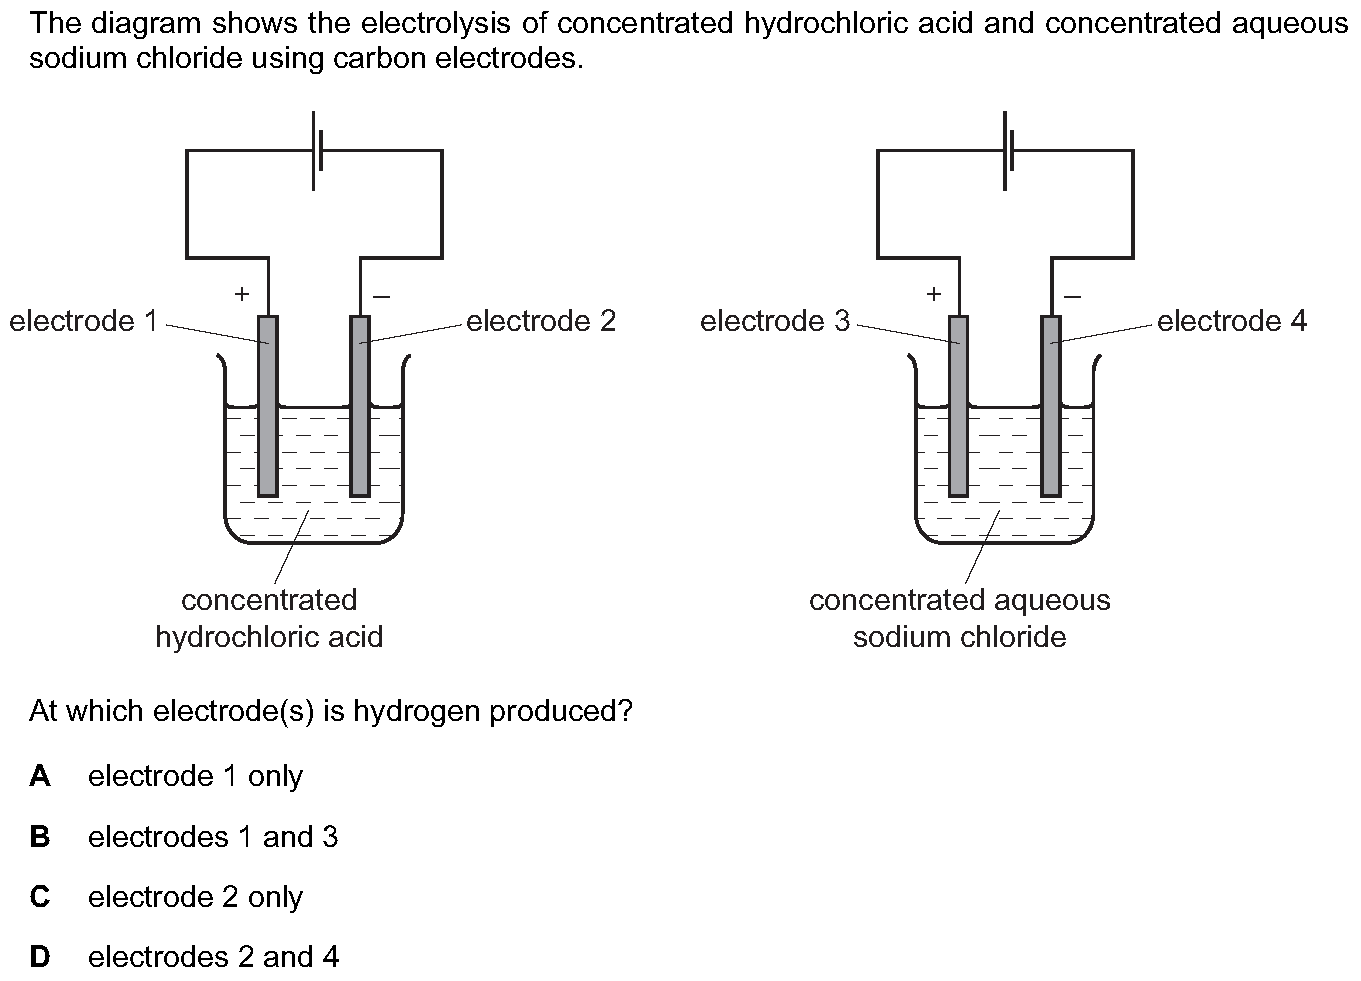 The diagram shows the electrolysis of concentrated hydrochloric acid and concentrated aqueous
sodium chloride using carbon electrodes.
+
–
+
–
electrode 1
electrode 2
electrode 3
electrode 4
concentrated
hydrochloric acid
concentrated aqueous
sodium chloride
At which electrode(s) is hydrogen produced?
A electrode 1 only
B electrodes 1 and 3
C electrode 2 only
D electrodes 2 and 4